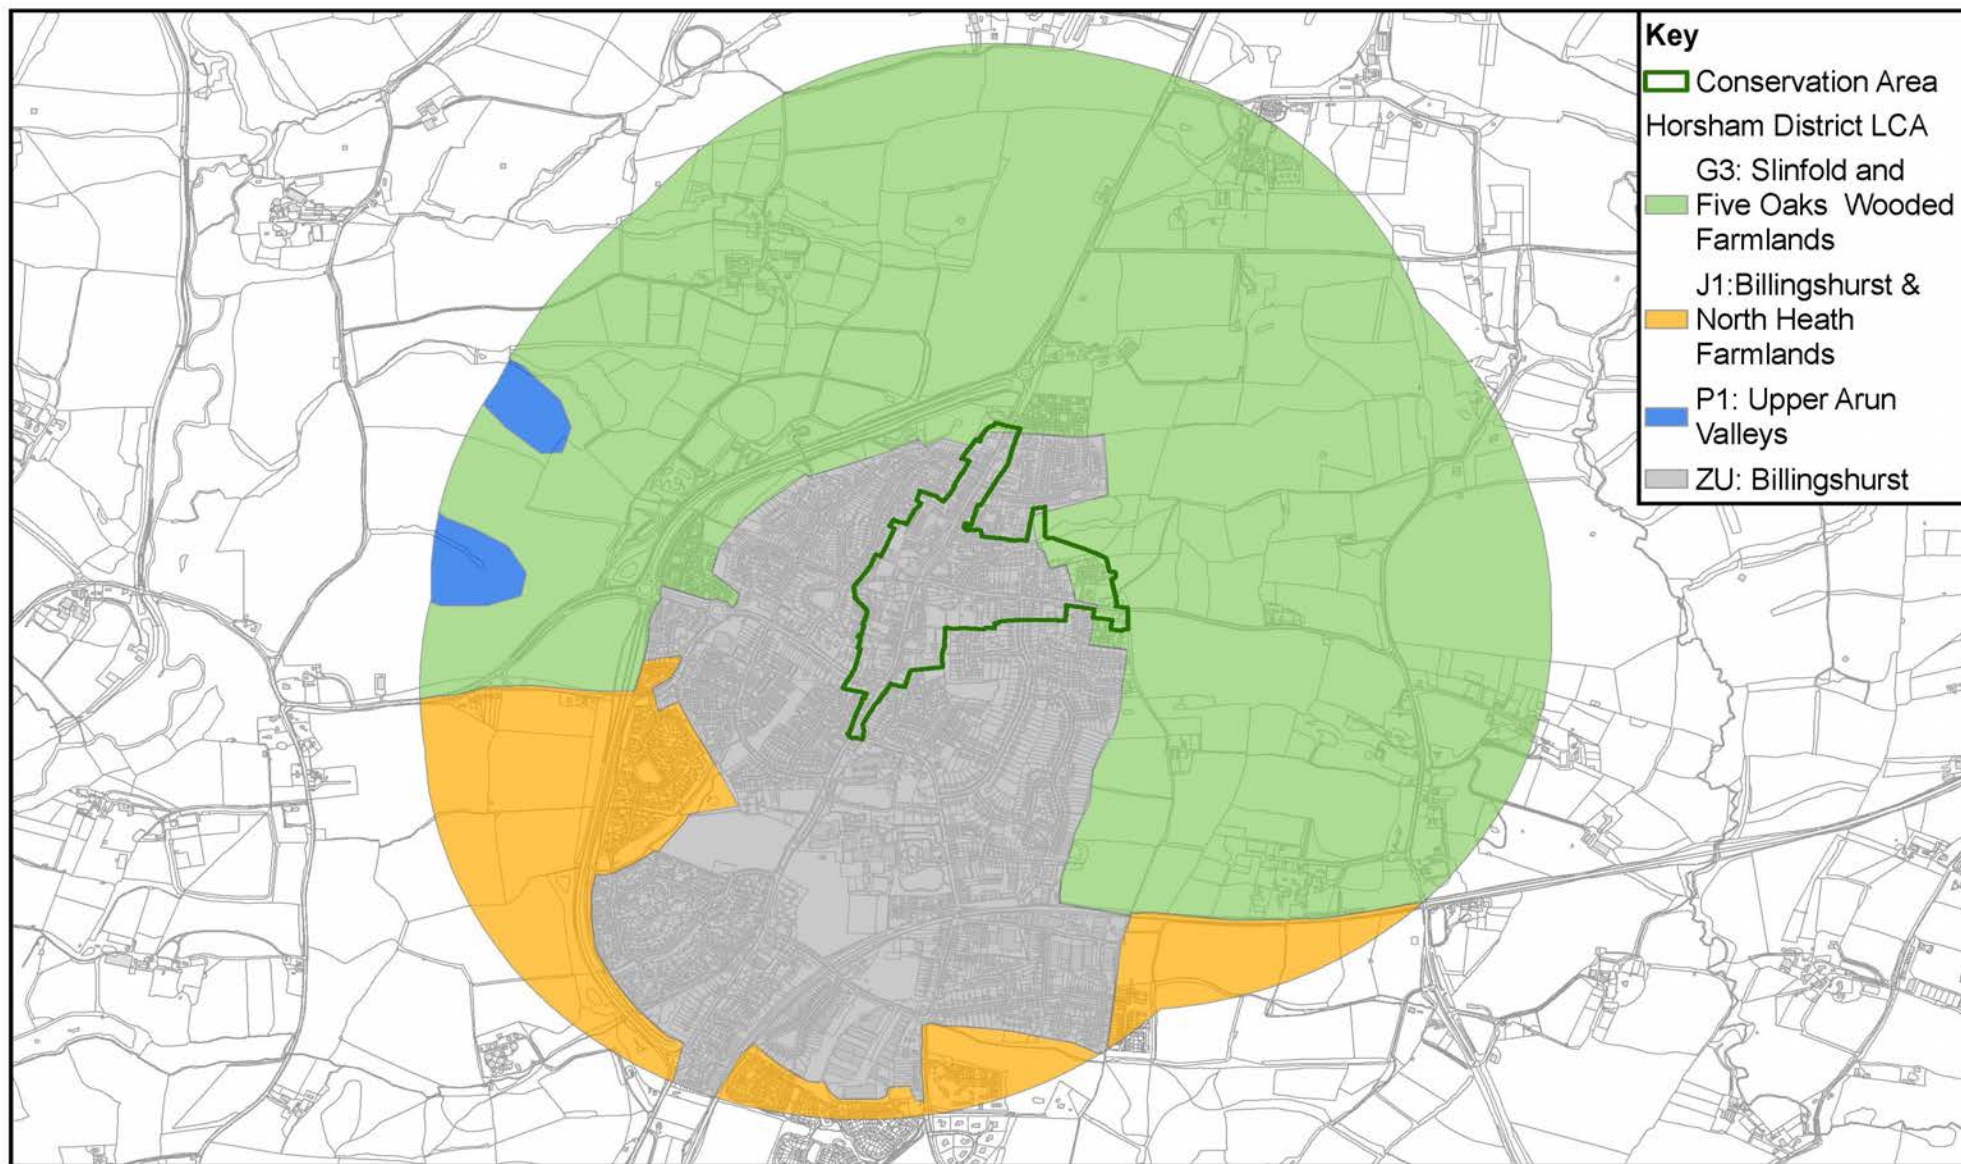 Key
Conservation Area
Horsham District LCA
G3: Slinfold and
Five Oaks  Wooded
Farmlands
J1:Billingshurst &
North Heath
Farmlands
P1: Upper Arun
Valleys
ZU: Billingshurst